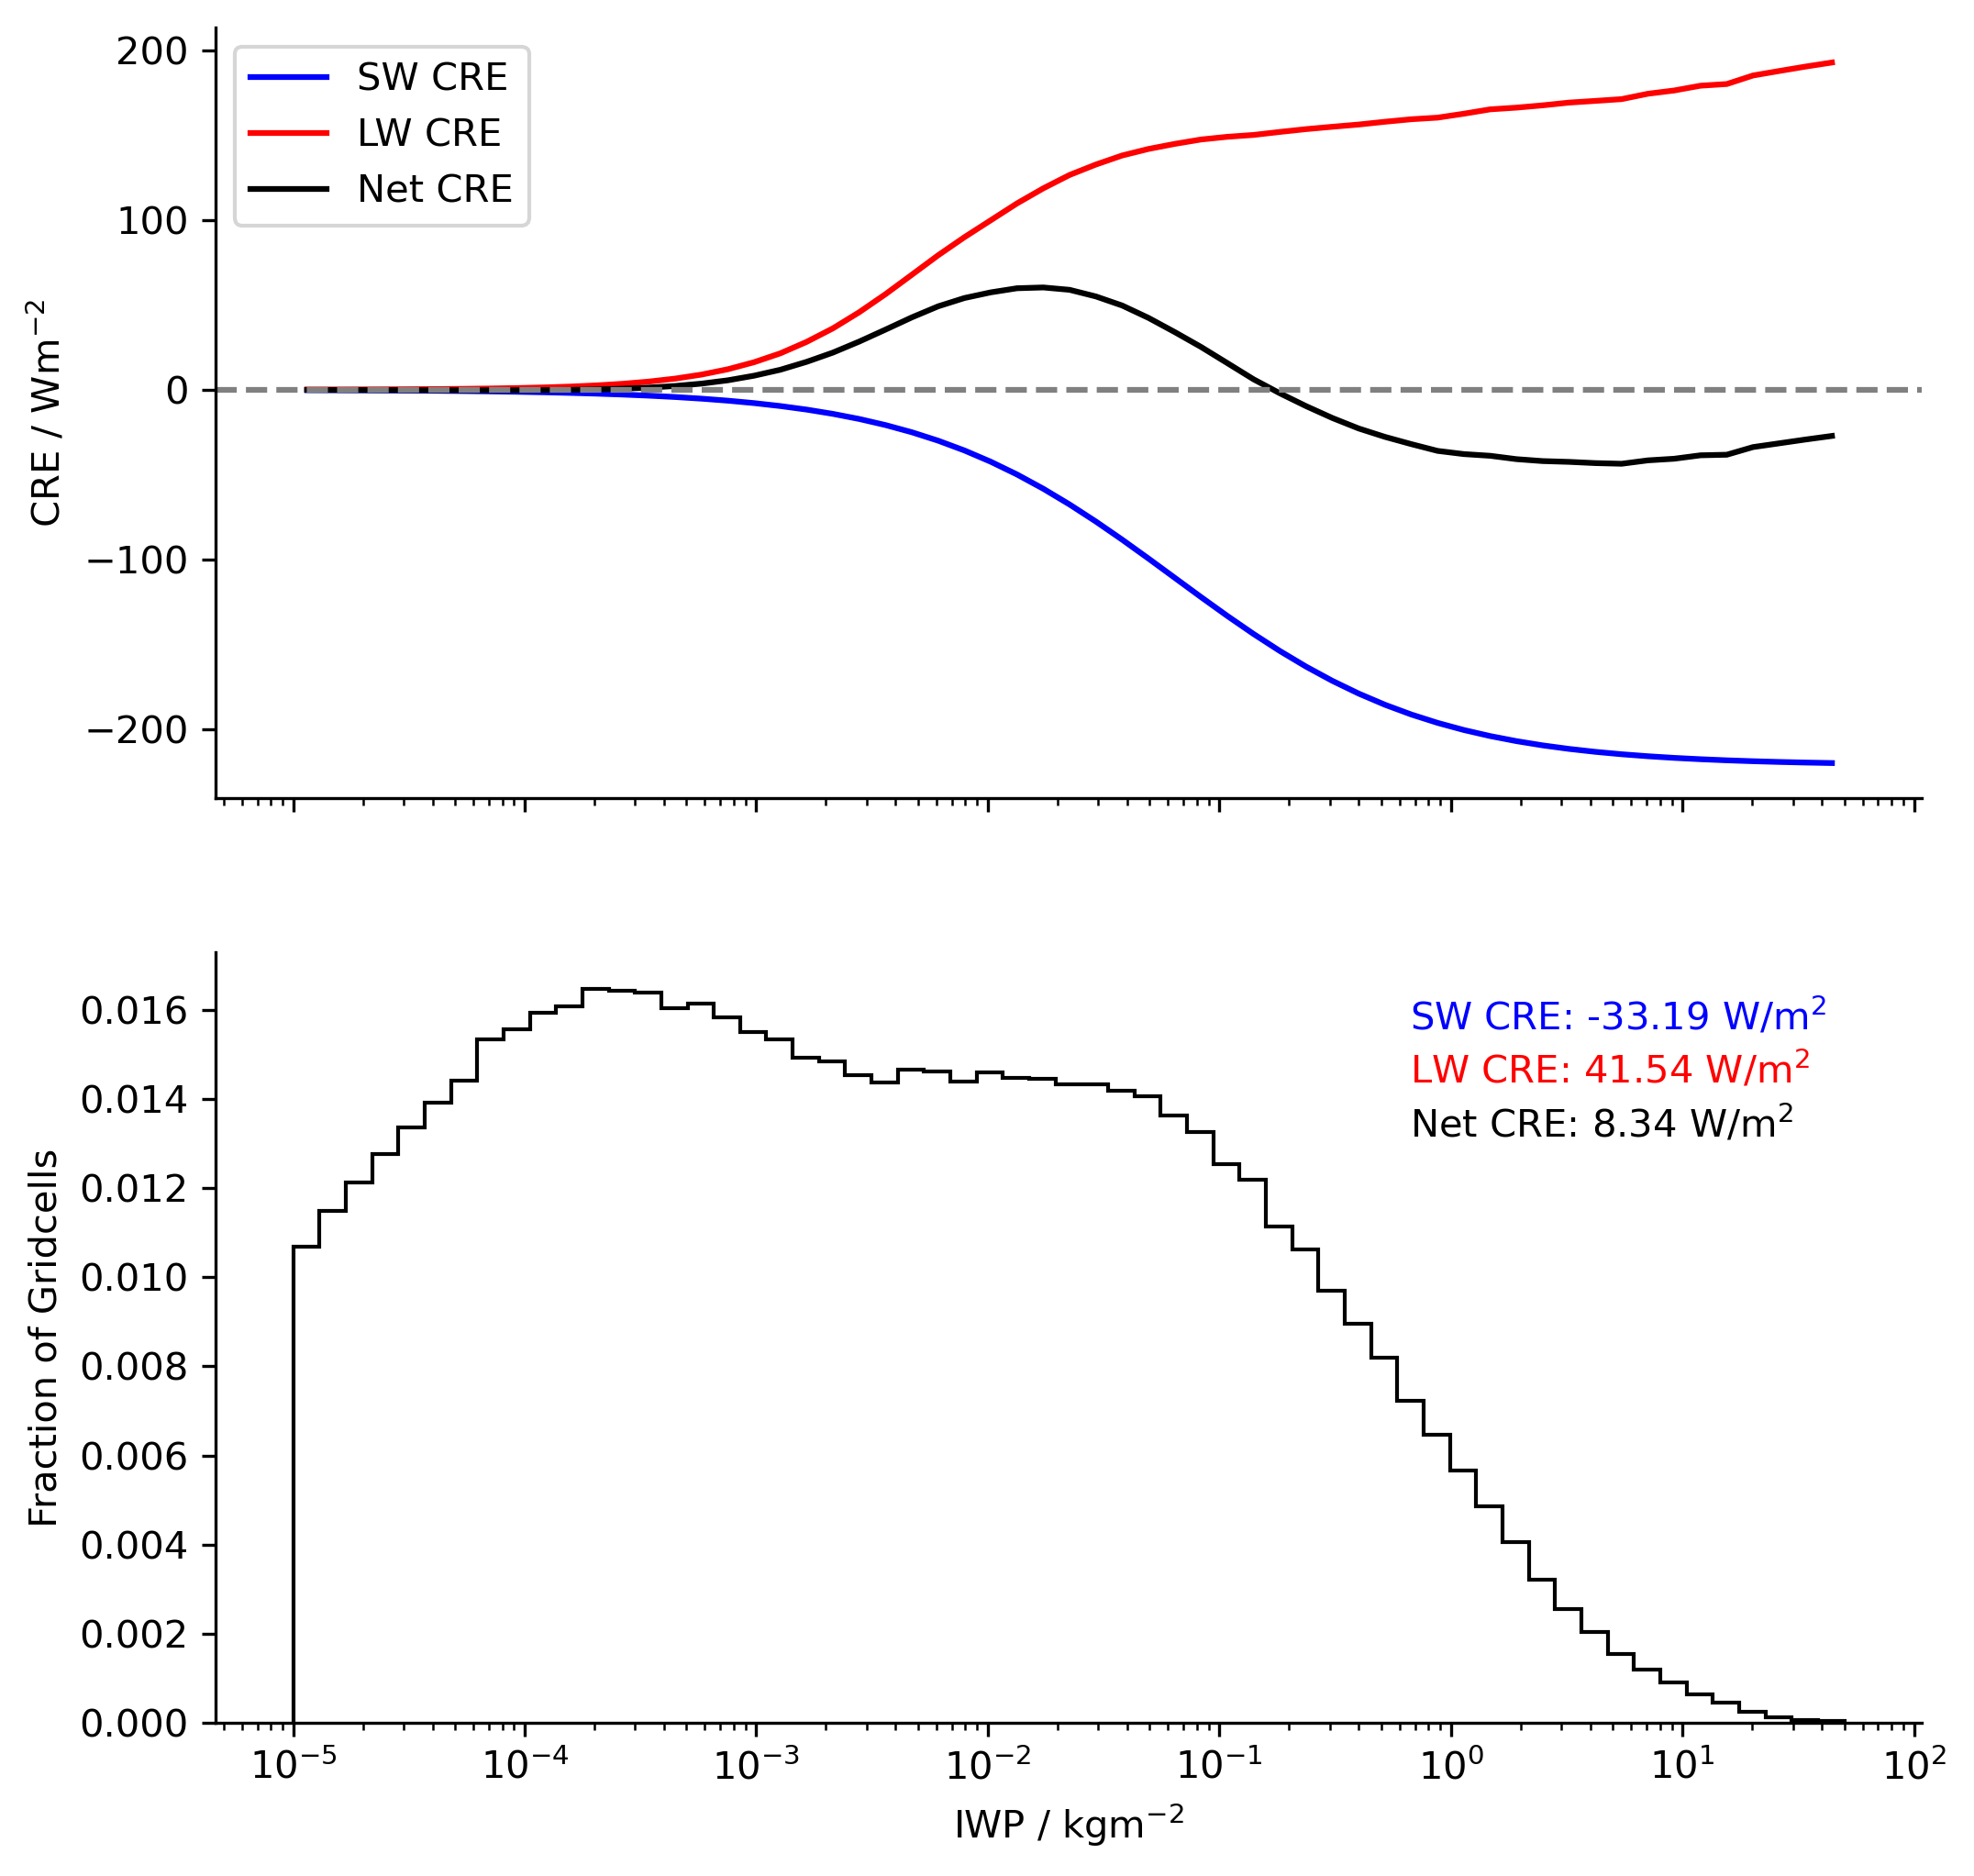 200
100
0
−100
−200
CRE / Wm⁻²
SW CRE
LW CRE
Net CRE
0.016
0.014
0.012
0.010
0.008
0.006
0.004
0.002
0.000
Fraction of Gridcells
SW CRE: -33.19 W/m²
LW CRE: 41.54 W/m²
Net CRE: 8.34 W/m²
10⁻⁵ 10⁻⁴ 10⁻³ 10⁻² 10⁻¹ 10⁰ 10¹ 10²
IWP / kgm⁻²